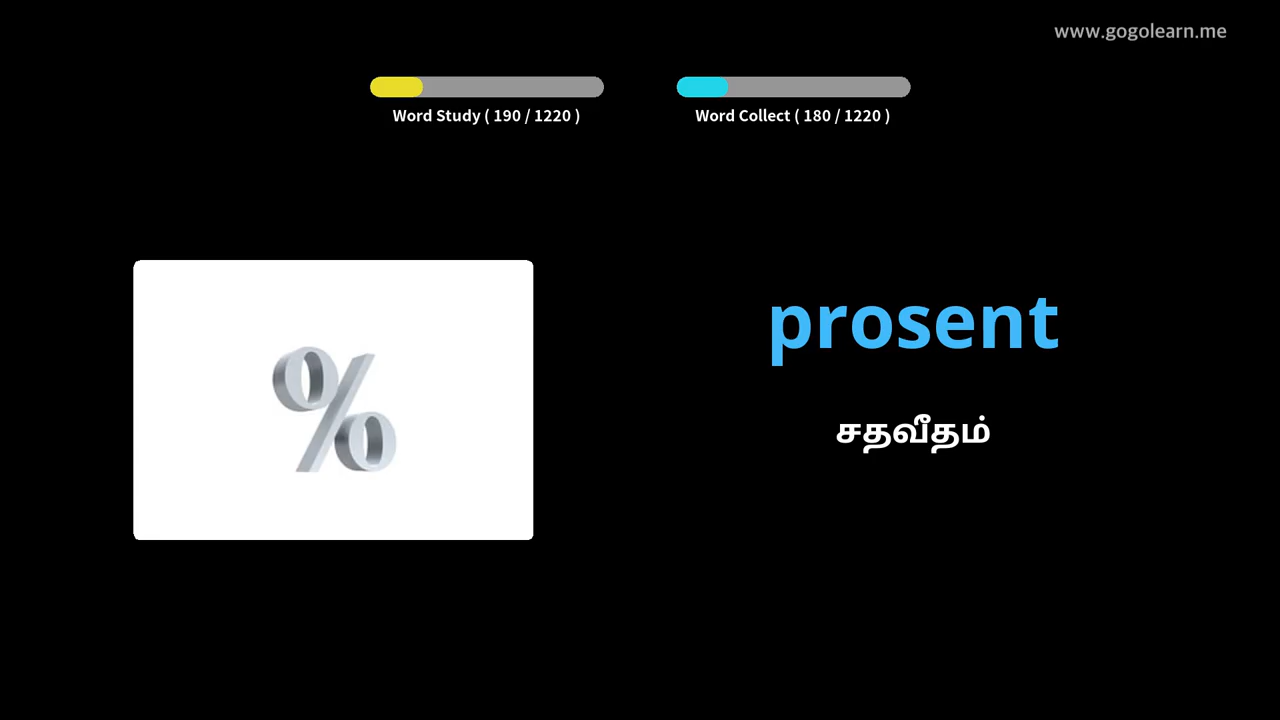 www.gogolearn.me
Word Study ( 190 / 1220 )
Word Collect ( 180 / 1220 )
%
prosent
சதவீதம்